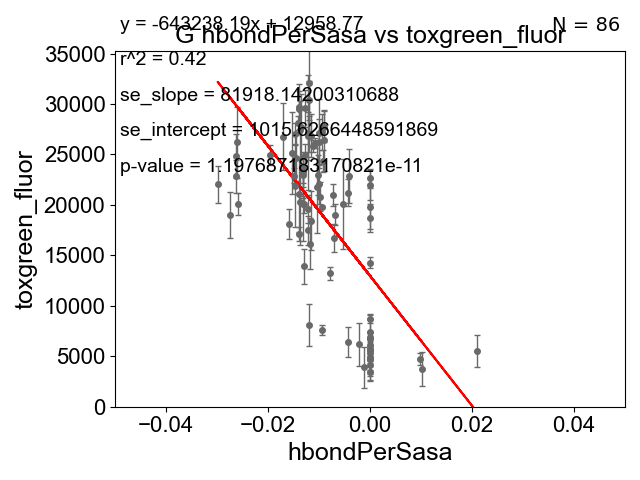 y = -643238.19x + 12958.77
N = 86
G hbondPerSasa vs toxgreen_fluor
r^2 = 0.42
se_slope = 81918.14200310688
se_intercept = 1015.6266448591869
p-value = 1.197687183170821e-11
35000
30000
25000
20000
15000
10000
5000
0
toxgreen_fluor
−0.04
−0.02
0.00
0.02
0.04
hbondPerSasa